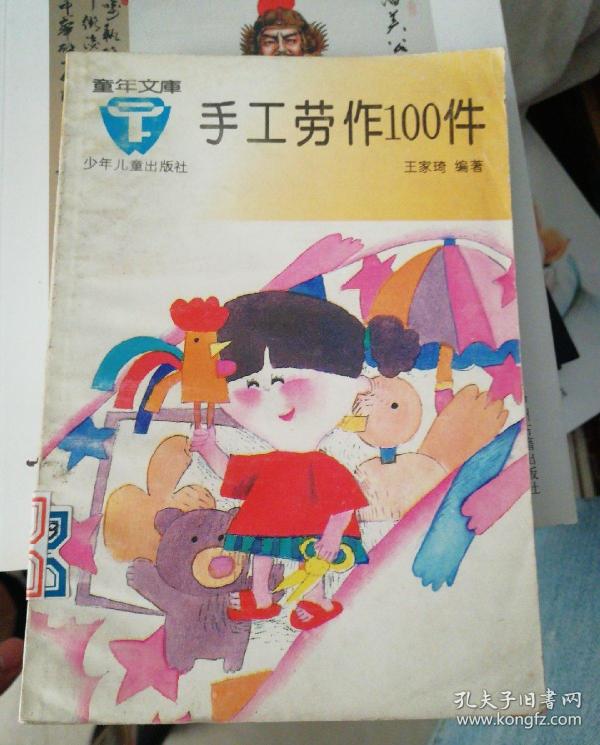 童年文庫
手工劳作100件
少年儿童出版社
王家琦 编著
孔夫子旧书网
www.kongfz.com